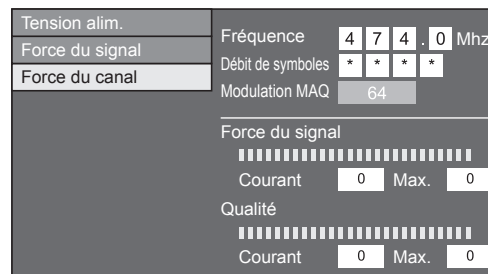 Tension alim.
Force du signal
Force du canal
Fréquence 4 7 4 . 0 Mhz
Débit de symboles * * * *
Modulation MAQ 64
Force du signal
Courant 0 Max. 0
Qualité
Courant 0 Max. 0